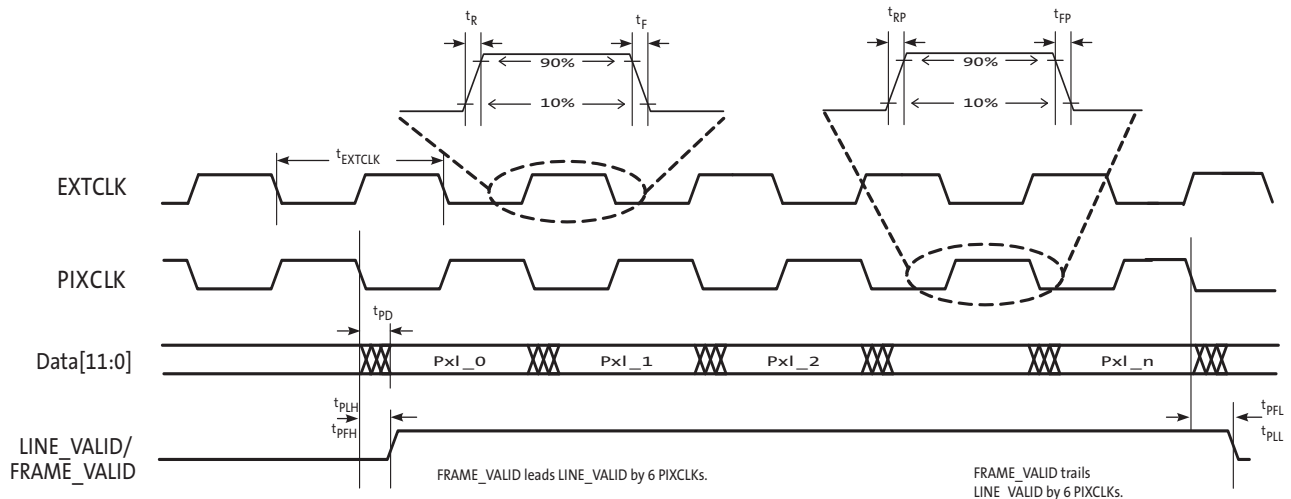 tR
tF
tRP
tFP
90%
90%
10%
10%
tEXTCLK
EXTCLK
PIXCLK
tPD
Data[11:0]
Pxl_0
Pxl_1
Pxl_2
Pxl_n
tPLH
tPFH
tPFL
tPLL
LINE_VALID/
FRAME_VALID
FRAME_VALID leads LINE_VALID by 6 PIXCLKs.
FRAME_VALID trails
LINE_VALID by 6 PIXCLKs.